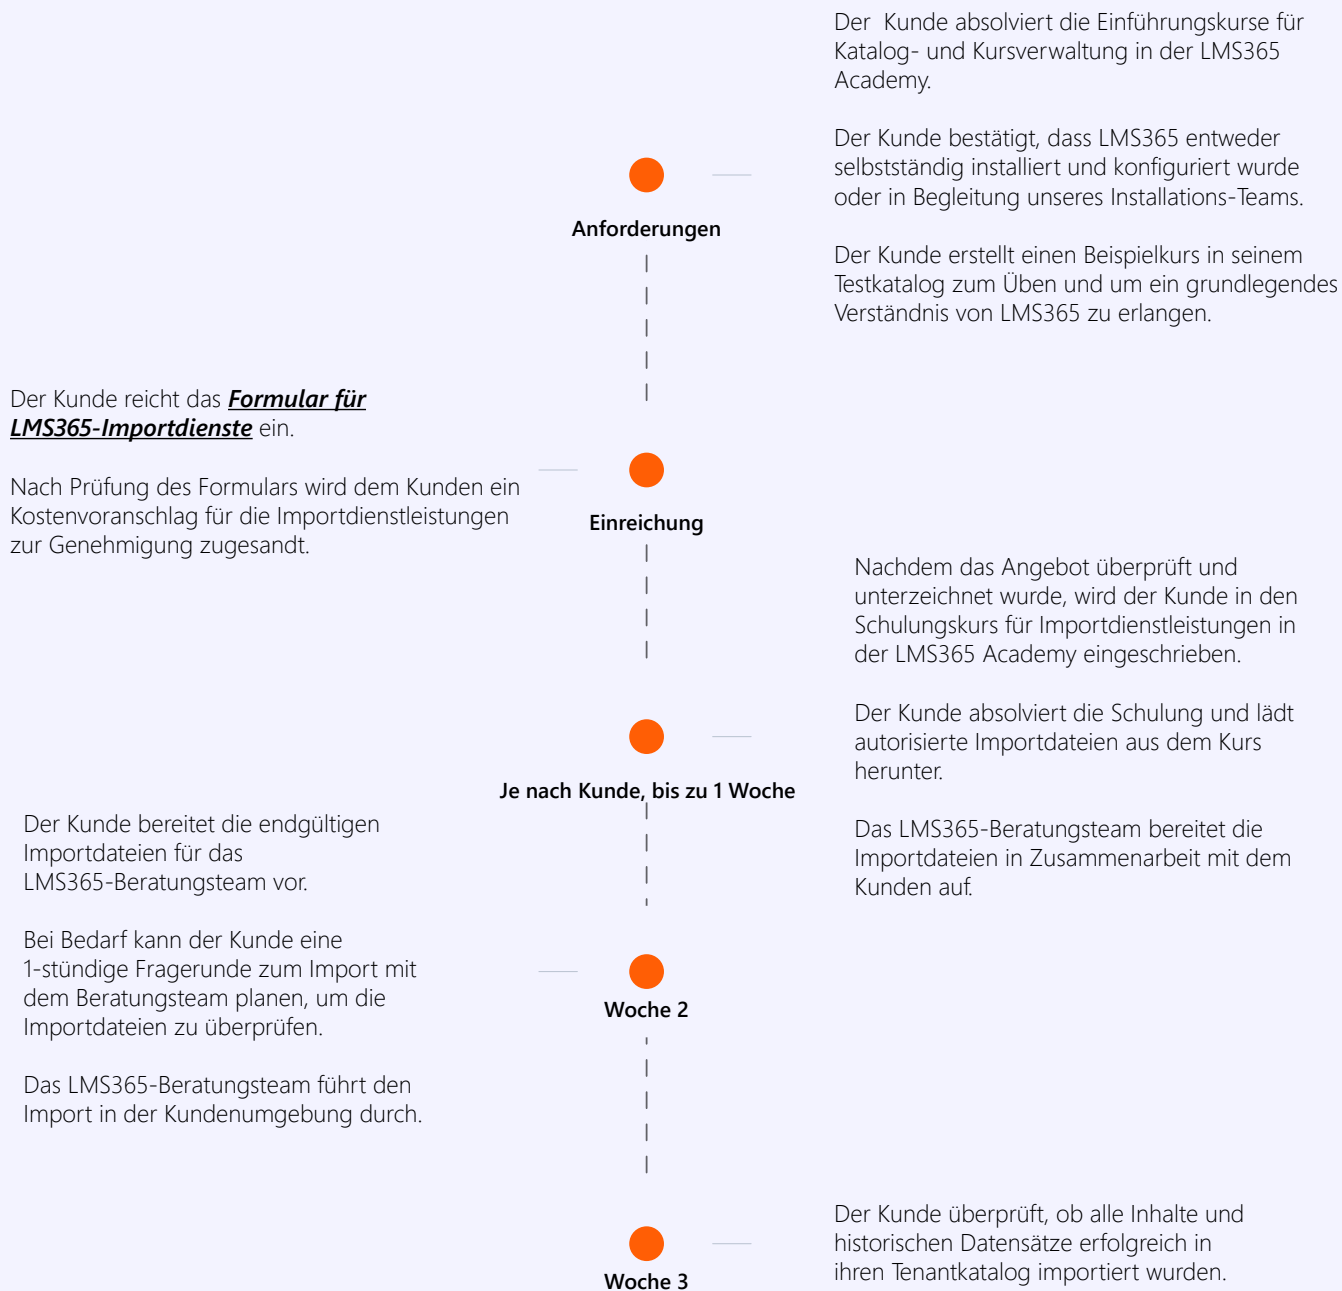 Der  Kunde absolviert die Einführungskurse für
Katalog- und Kursverwaltung in der LMS365
Academy.
Der Kunde bestätigt, dass LMS365 entweder
selbstständig installiert und konfiguriert wurde
oder in Begleitung unseres Installations-Teams.
Der Kunde erstellt einen Beispielkurs in seinem
Testkatalog zum Üben und um ein grundlegendes
Verständnis von LMS365 zu erlangen.
Anforderungen
Der Kunde reicht das Formular für
LMS365-Importdienste ein.
Nach Prüfung des Formulars wird dem Kunden ein
Kostenvoranschlag für die Importdienstleistungen
zur Genehmigung zugesandt.
Einreichung
Nachdem das Angebot überprüft und
unterzeichnet wurde, wird der Kunde in den
Schulungskurs für Importdienstleistungen in
der LMS365 Academy eingeschrieben.
Der Kunde absolviert die Schulung und lädt
autorisierte Importdateien aus dem Kurs
herunter.
Das LMS365-Beratungsteam bereitet die
Importdateien in Zusammenarbeit mit dem
Kunden auf.
Je nach Kunde, bis zu 1 Woche
Der Kunde bereitet die endgültigen
Importdateien für das
LMS365-Beratungsteam vor.
Bei Bedarf kann der Kunde eine
1-stündige Fragerunde zum Import mit
dem Beratungsteam planen, um die
Importdateien zu überprüfen.
Das LMS365-Beratungsteam führt den
Import in der Kundenumgebung durch.
Woche 2
Der Kunde überprüft, ob alle Inhalte und
historischen Datensätze erfolgreich in
ihren Tenantkatalog importiert wurden.
Woche 3